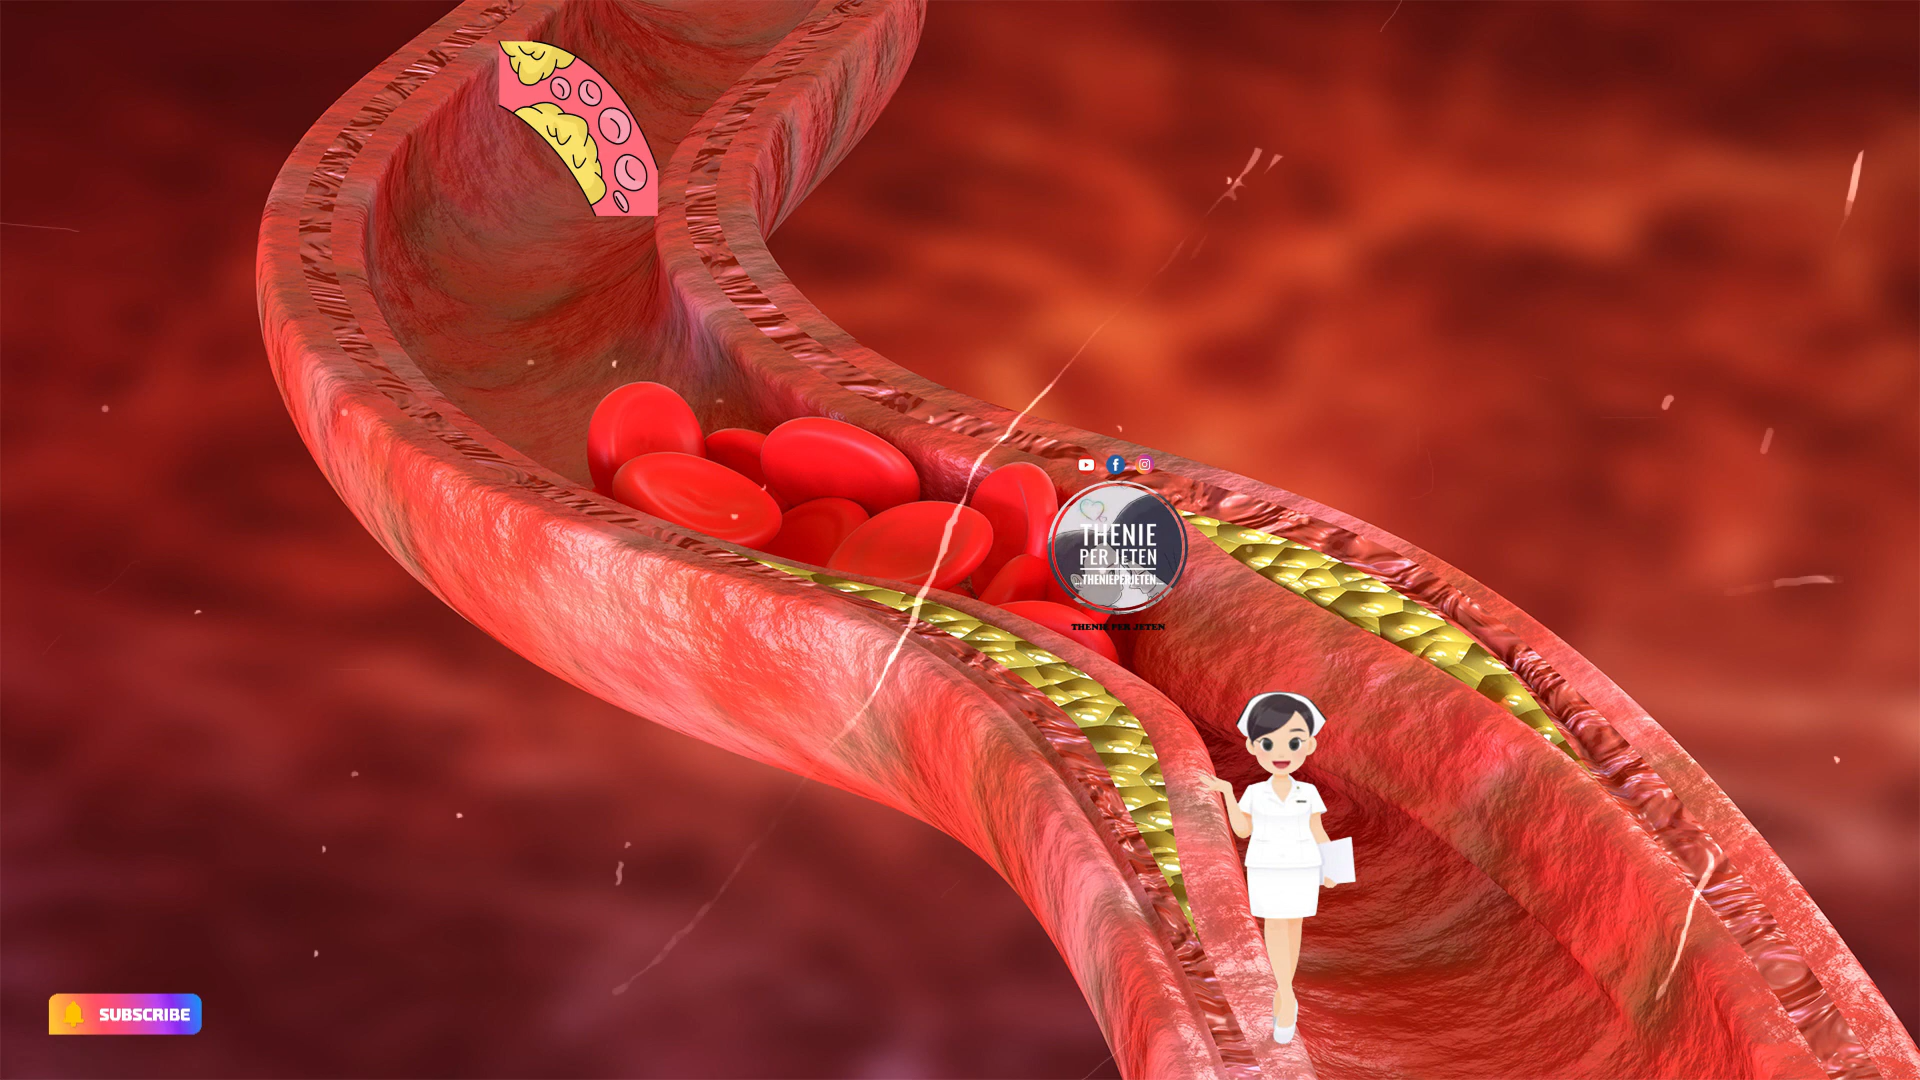 THENIE
PER JETEN
...THENIEPERJETEN...
THENIE PER JETEN
SUBSCRIBE